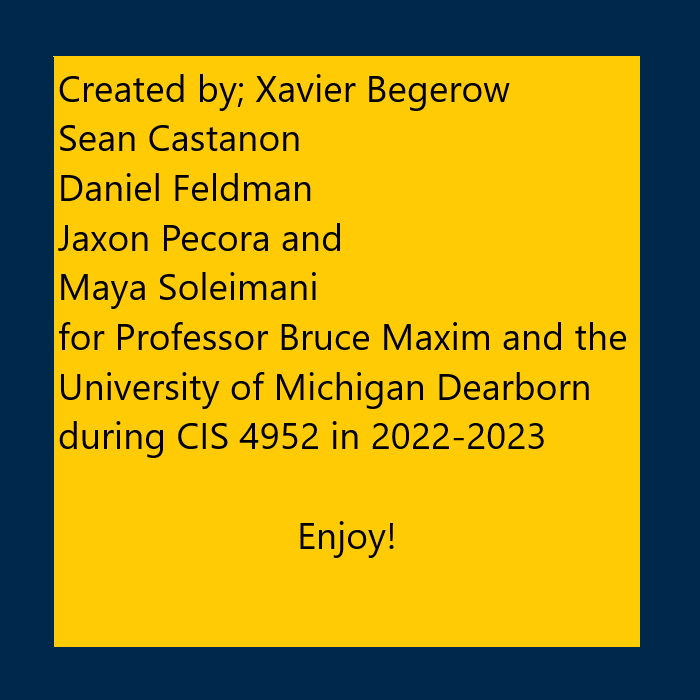 Created by; Xavier Begerow
Sean Castanon
Daniel Feldman
Jaxon Pecora and
Maya Soleimani
for Professor Bruce Maxim and the
University of Michigan Dearborn
during CIS 4952 in 2022-2023
Enjoy!